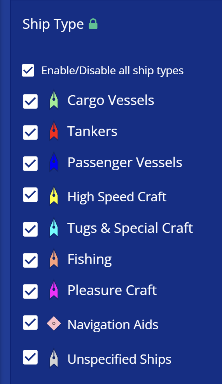 Ship Type
Enable/Disable all ship types
Cargo Vessels
Tankers
Passenger Vessels
High Speed Craft
Tugs & Special Craft
Fishing
Pleasure Craft
Navigation Aids
Unspecified Ships